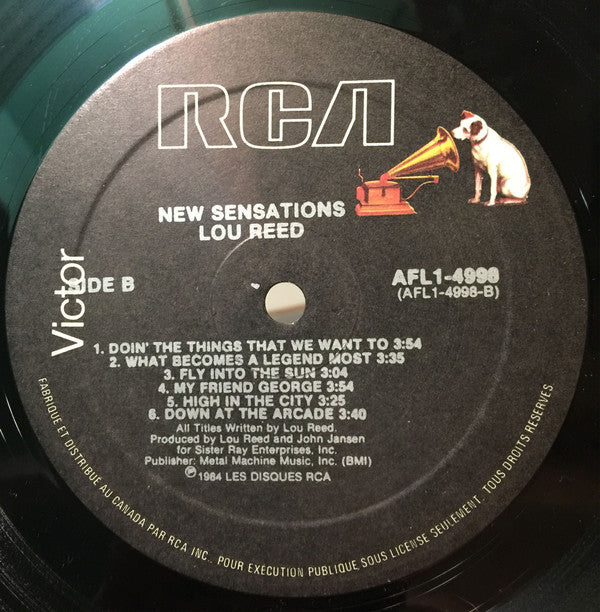 RCA
NEW SENSATIONS
LOU REED
Victor
SIDE B
AFL1-4998
(AFL1-4998-B)
1. DOIN' THE THINGS THAT WE WANT TO 3:54
2. WHAT BECOMES A LEGEND MOST 3:35
3. FLY INTO THE SUN 3:04
4. MY FRIEND GEORGE 3:54
5. HIGH IN THE CITY 3:25
6. DOWN AT THE ARCADE 3:40
All Titles Written by Lou Reed.
Produced by Lou Reed and John Jansen
for Sister Ray Enterprises, Inc.
Publisher: Metal Machine Music, Inc. (BMI)
℗1984 LES DISQUES RCA
FABRIQUE ET DISTRIBUE AU CANADA PAR RCA INC., POUR EXECUTION PUBLIQUE, SOUS LICENSE SEULEMENT. TOUS DROITS RESERVES